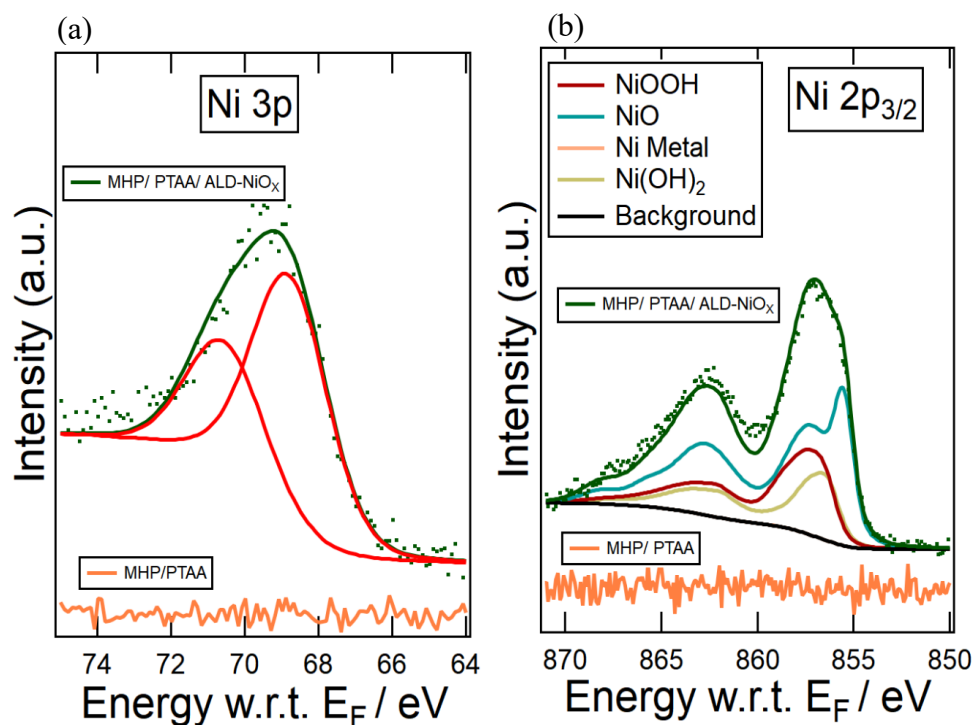 (a)
Ni 3p
MHP/ PTAA/ ALD-NiOₓ
MHP/PTAA
Intensity (a.u.)
74 72 70 68 66 64
Energy w.r.t. E_F / eV
(b)
NiOOH
NiO
Ni Metal
Ni(OH)₂
Background
Ni 2p₃/₂
MHP/ PTAA/ ALD-NiOₓ
MHP/ PTAA
Intensity (a.u.)
870 865 860 855 850
Energy w.r.t. E_F / eV